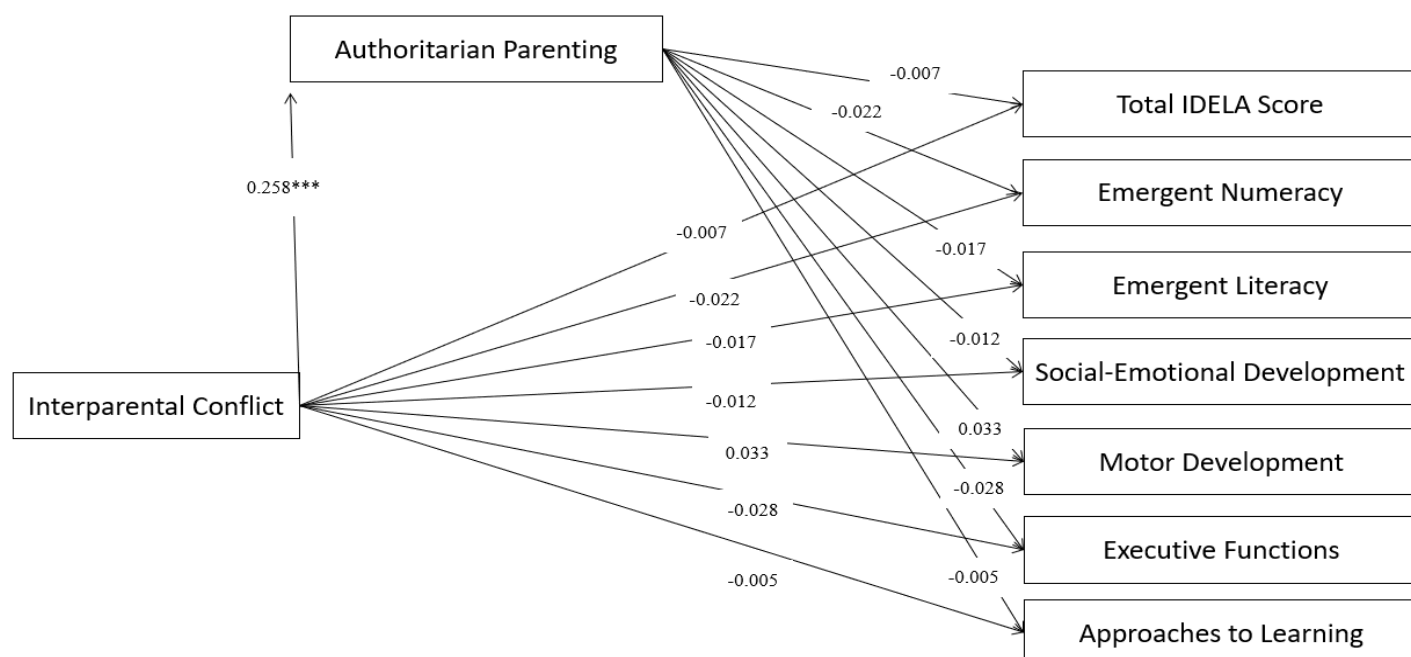 Authoritarian Parenting
-0.007
Total IDELA Score
-0.022
0.258***
Emergent Numeracy
-0.007
-0.017
-0.022
Emergent Literacy
-0.017
-0.012
Social-Emotional Development
Interparental Conflict
-0.012
0.033
0.033
Motor Development
-0.028
-0.028
Executive Functions
-0.005
-0.005
Approaches to Learning